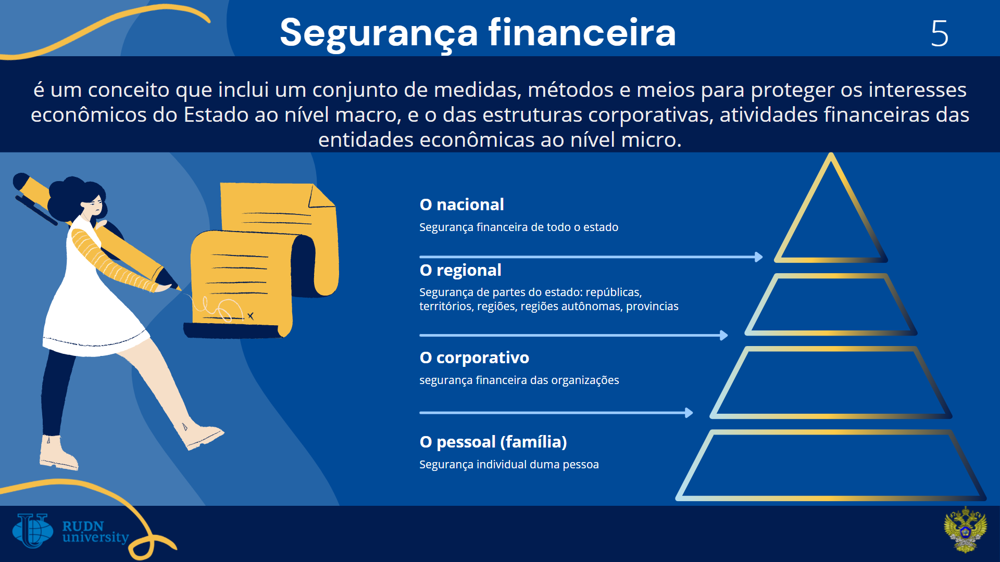 Segurança financeira
5
é um conceito que inclui um conjunto de medidas, métodos e meios para proteger os interesses
econômicos do Estado ao nível macro, e o das estruturas corporativas, atividades financeiras das
entidades econômicas ao nível micro.
O nacional
Segurança financeira de todo o estado
O regional
Segurança de partes do estado: repúblicas,
territórios, regiões, regiões autônomas, provincias
O corporativo
segurança financeira das organizações
O pessoal (família)
Segurança individual duma pessoa
RUDN
university